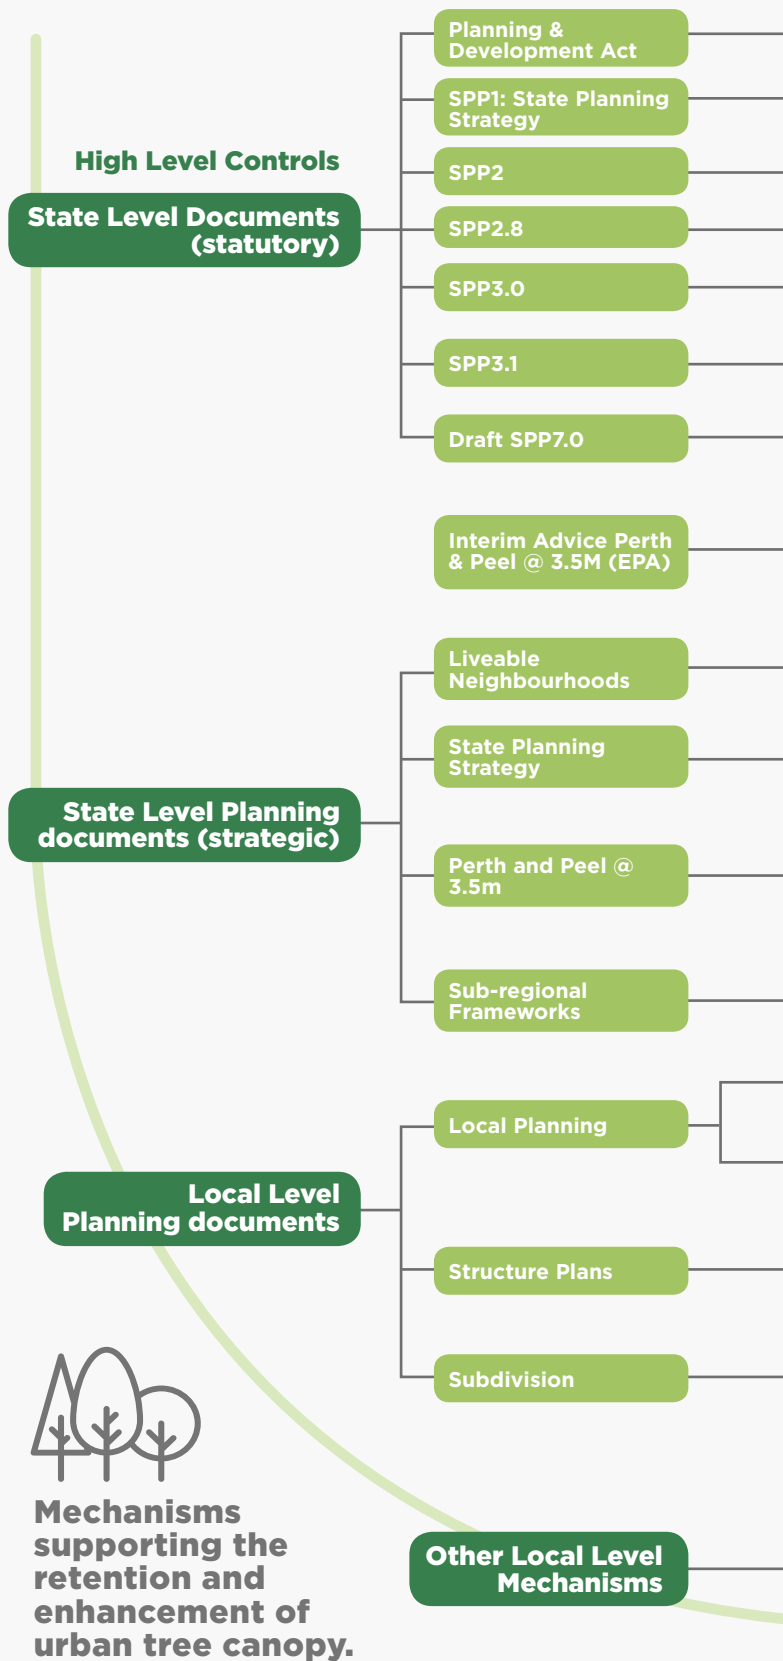 High Level Controls
State Level Documents
(statutory)
Planning &
Development Act
SPP1: State Planning
Strategy
SPP2
SPP2.8
SPP3.0
SPP3.1
Draft SPP7.0
Interim Advice Perth
& Peel @ 3.5M (EPA)
State Level Planning
documents (strategic)
Liveable
Neighbourhoods
State Planning
Strategy
Perth and Peel @
3.5m
Sub-regional
Frameworks
Local Level
Planning documents
Local Planning
Structure Plans
Subdivision
Other Local Level
Mechanisms
Mechanisms
supporting the
retention and
enhancement of
urban tree canopy.